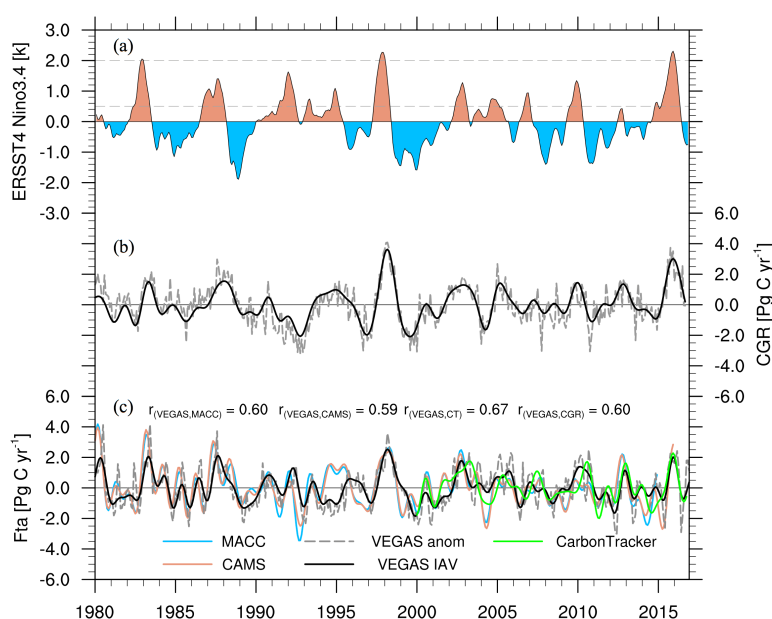 (a)
ERSST4 Nino3.4 [k]
3.0
2.0
1.0
0.0
-1.0
-2.0
-3.0
(b)
CGR [Pg C yr⁻¹]
6.0
4.0
2.0
0.0
-2.0
-4.0
-6.0
(c)
r(VEGAS,MACC) = 0.60 r(VEGAS,CAMS) = 0.59 r(VEGAS,CT) = 0.67 r(VEGAS,CGR) = 0.60
Fta [Pg C yr⁻¹]
6.0
4.0
2.0
0.0
-2.0
-4.0
-6.0
MACC VEGAS anom CarbonTracker
CAMS VEGAS IAV
1980 1985 1990 1995 2000 2005 2010 2015